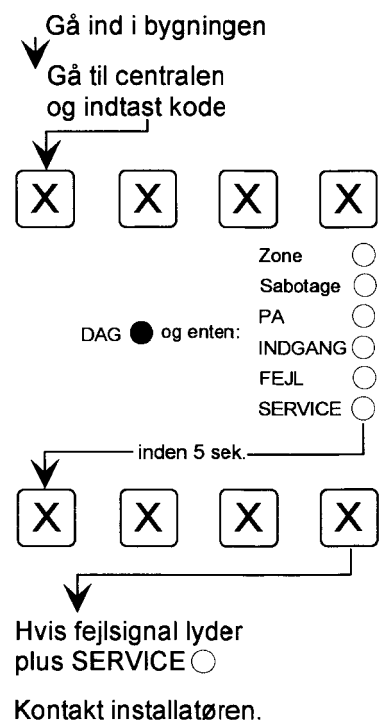 Gå ind i bygningen
Gå til centralen
og indtast kode
X X X X
Zone
Sabotage
PA
DAG og enten: INDGANG
FEJL
SERVICE
inden 5 sek.
X X X X
Hvis fejlsignal lyder
plus SERVICE
Kontakt installatøren.